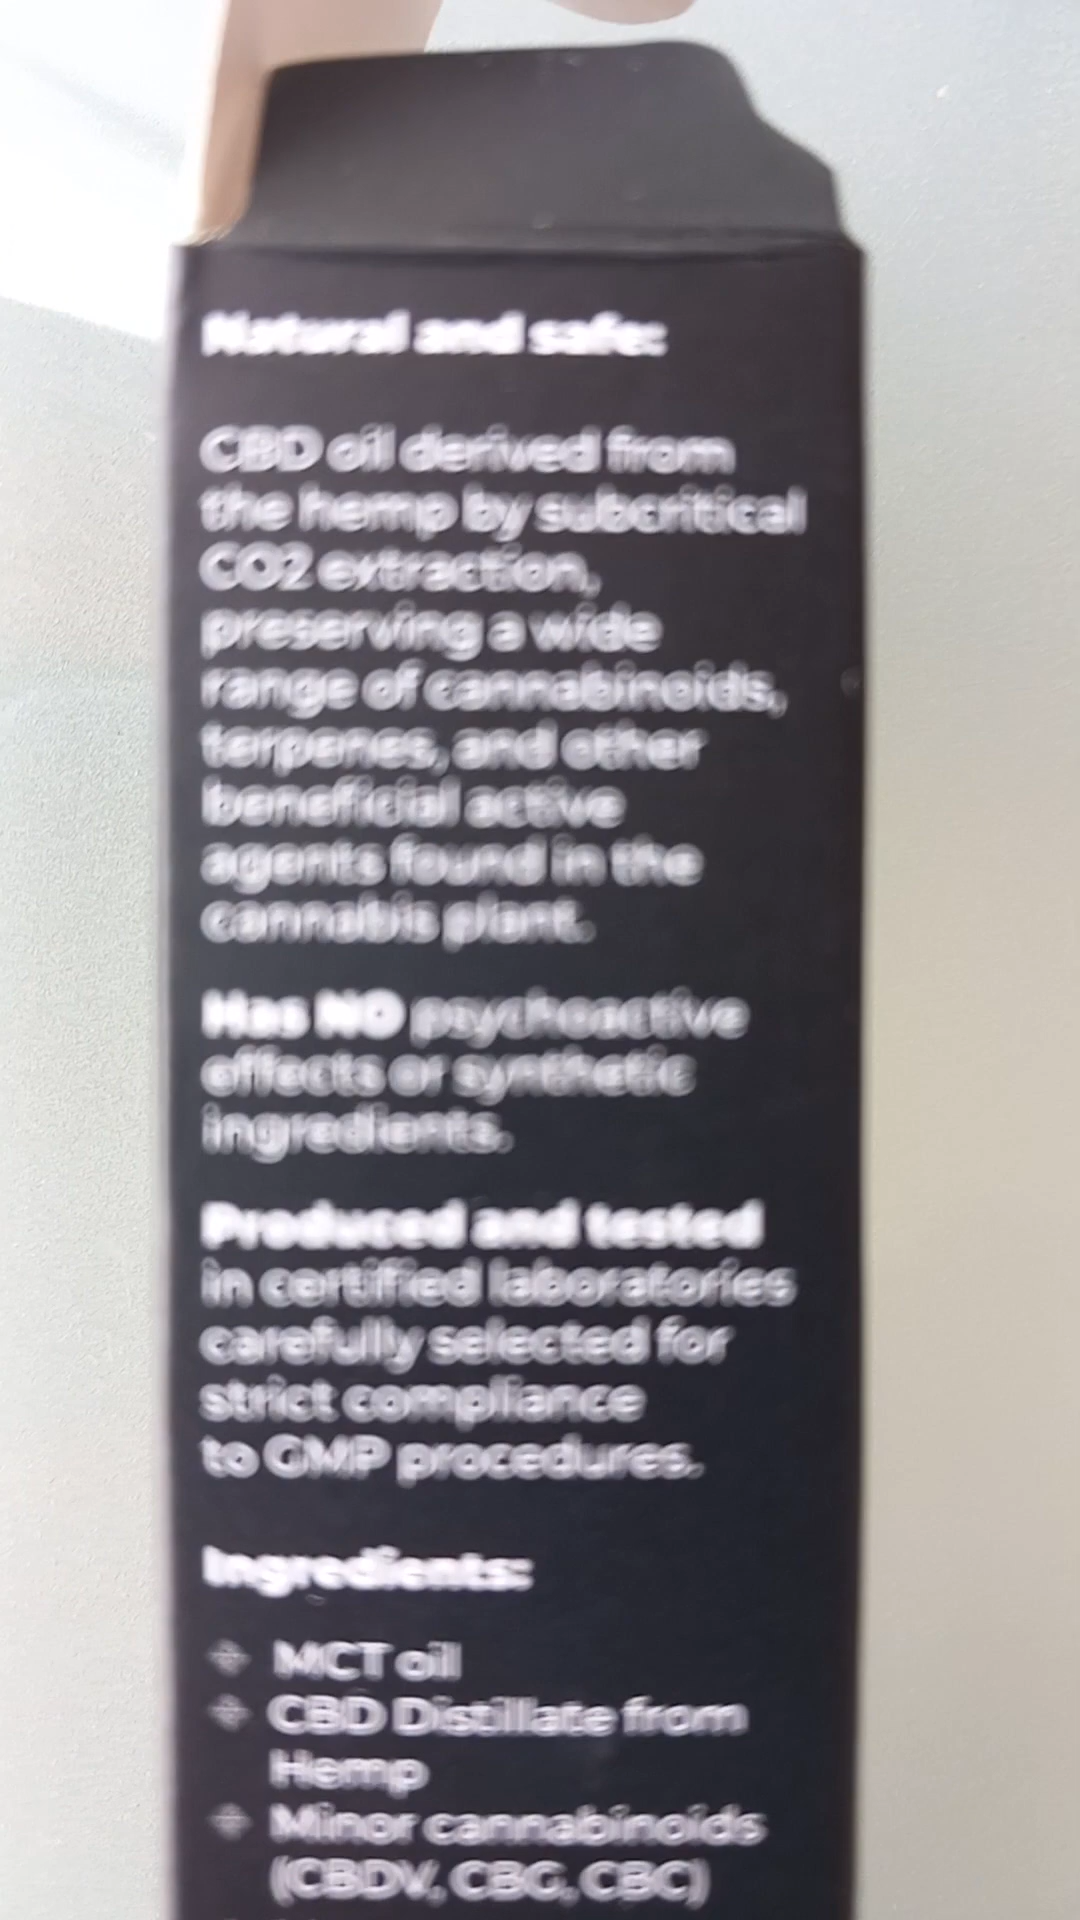 Natural and safe:
CBD oil derived from
the hemp by subcritical
CO2 extraction,
preserving a wide
range of cannabinoids,
terpenes, and other
beneficial active
agents found in the
cannabis plant.
Has NO psychoactive
effects or synthetic
ingredients.
Produced and tested
in certified laboratories
carefully selected for
strict compliance
to GMP procedures.
Ingredients:
MCT oil
CBD Distillate from
Hemp
Minor cannabinoids
(CBDV, CBG, CBC)